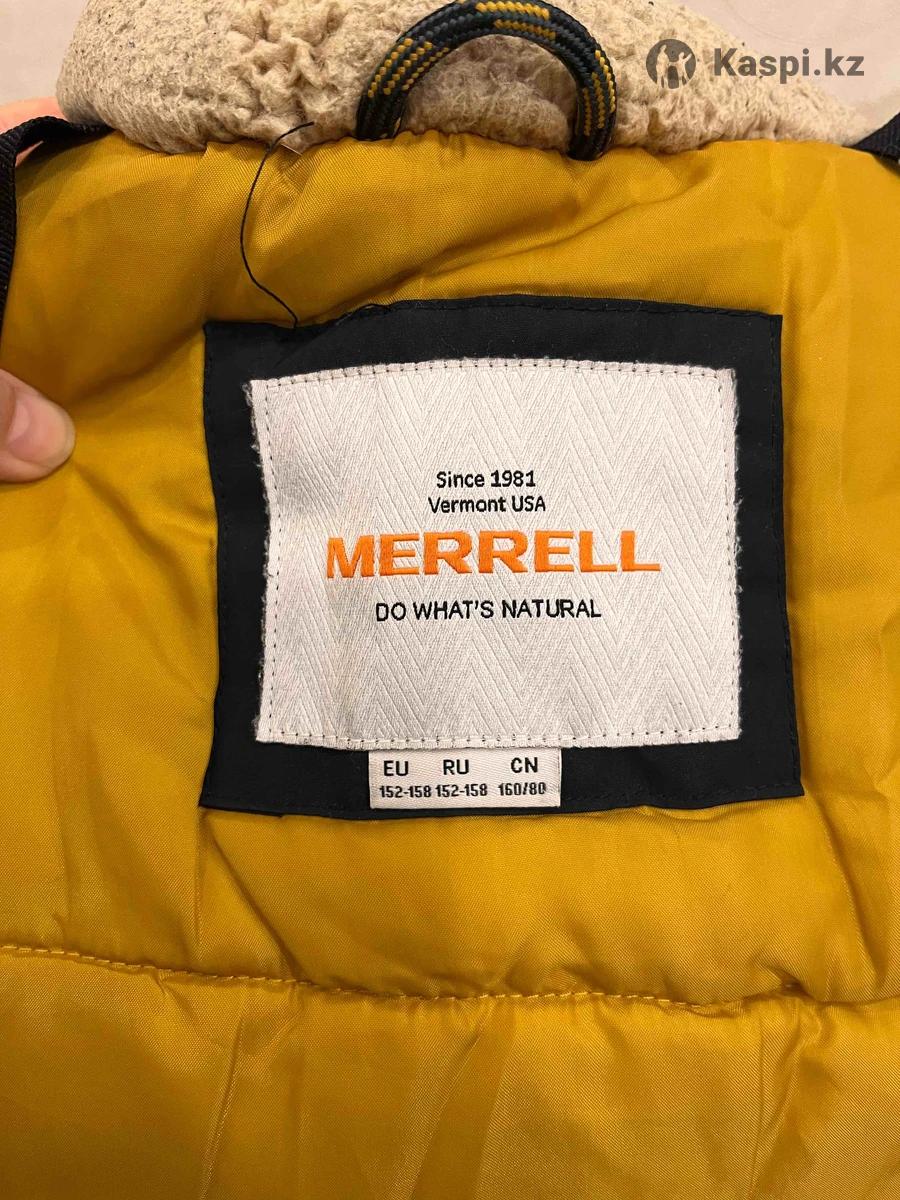 Kaspi.kz
Since 1981
Vermont USA
MERRELL
DO WHAT'S NATURAL
EU RU CN
152-158 152-158 160/80